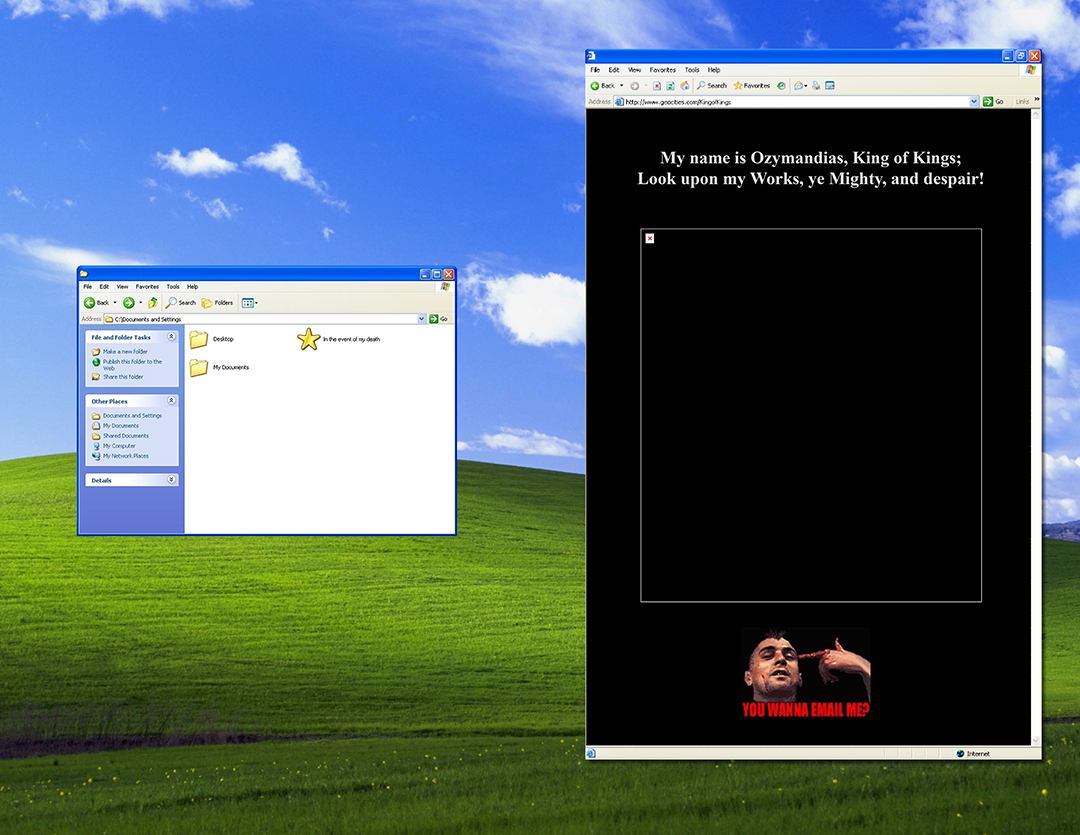 File Edit View Favorites Tools Help
Back Search Folders
Address C:\Documents and Settings Go
File and Folder Tasks
Make a new folder
Publish this folder to the
Web
Share this folder
Other Places
Documents and Settings
My Documents
Shared Documents
My Computer
My Network Places
Details
Desktop In the event of my death
My Documents
File Edit View Favorites Tools Help
Back Search Favorites
Address http://www.geocities.com/KingofKings Go Links »
My name is Ozymandias, King of Kings;
Look upon my Works, ye Mighty, and despair!
YOU WANNA EMAIL ME?
Internet